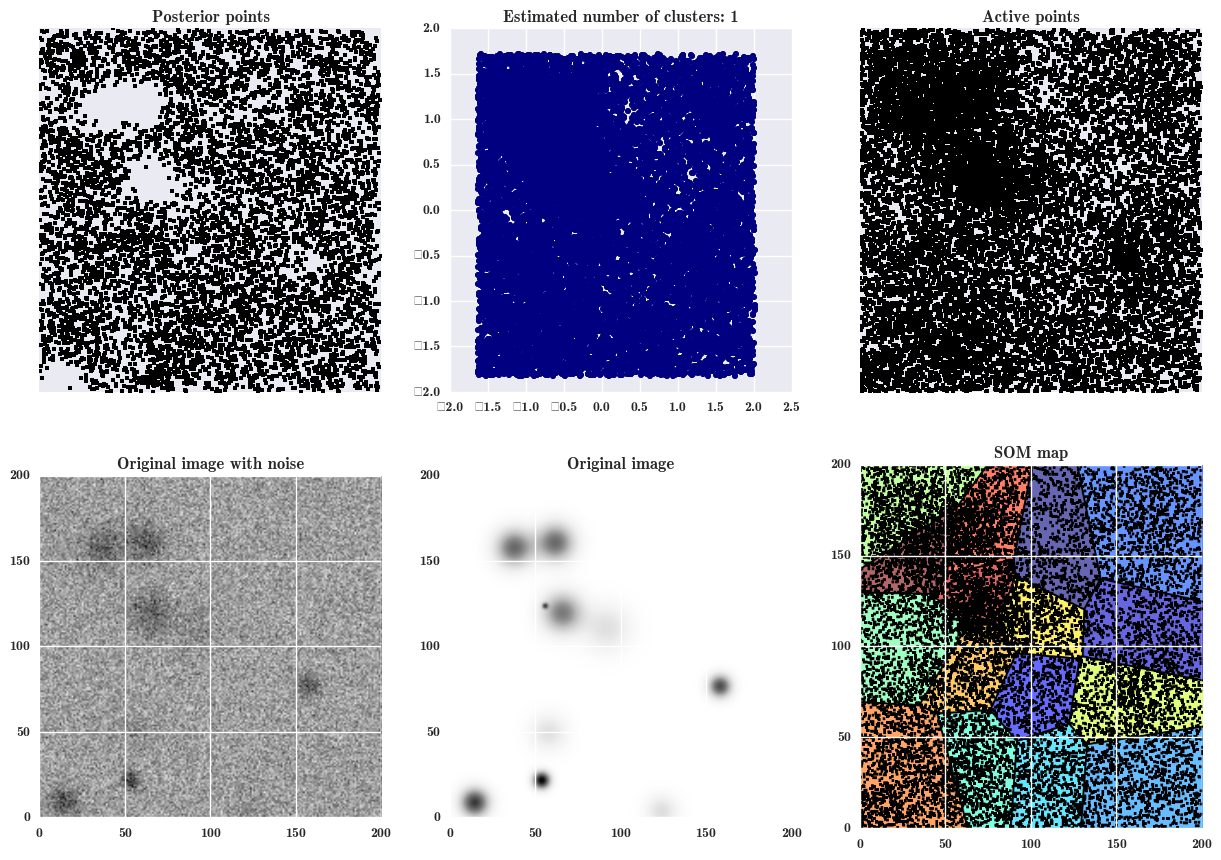 Posterior points
Estimated number of clusters: 1
Active points
2.0
1.5
1.0
0.5
0.0
□0.5
□1.0
□1.5
□2.0
□2.0 □1.5 □1.0 □0.5 0.0 0.5 1.0 1.5 2.0 2.5
Original image with noise
Original image
SOM map
200
150
100
50
0
0 50 100 150 200
200
150
100
50
0
0 50 100 150 200
200
150
100
50
0
0 50 100 150 200